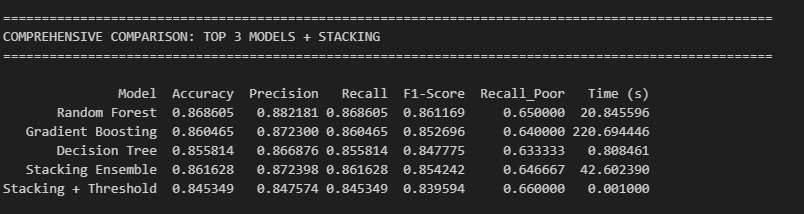 ================================================================================
COMPREHENSIVE COMPARISON: TOP 3 MODELS + STACKING
================================================================================
Model Accuracy Precision Recall F1-Score Recall_Poor Time (s)
Random Forest 0.868605 0.882181 0.868605 0.861169 0.650000 20.845596
Gradient Boosting 0.860465 0.872300 0.860465 0.852696 0.640000 220.694446
Decision Tree 0.855814 0.866876 0.855814 0.847775 0.633333 0.808461
Stacking Ensemble 0.861628 0.872398 0.861628 0.854242 0.646667 42.602390
Stacking + Threshold 0.845349 0.847574 0.845349 0.839594 0.660000 0.001000